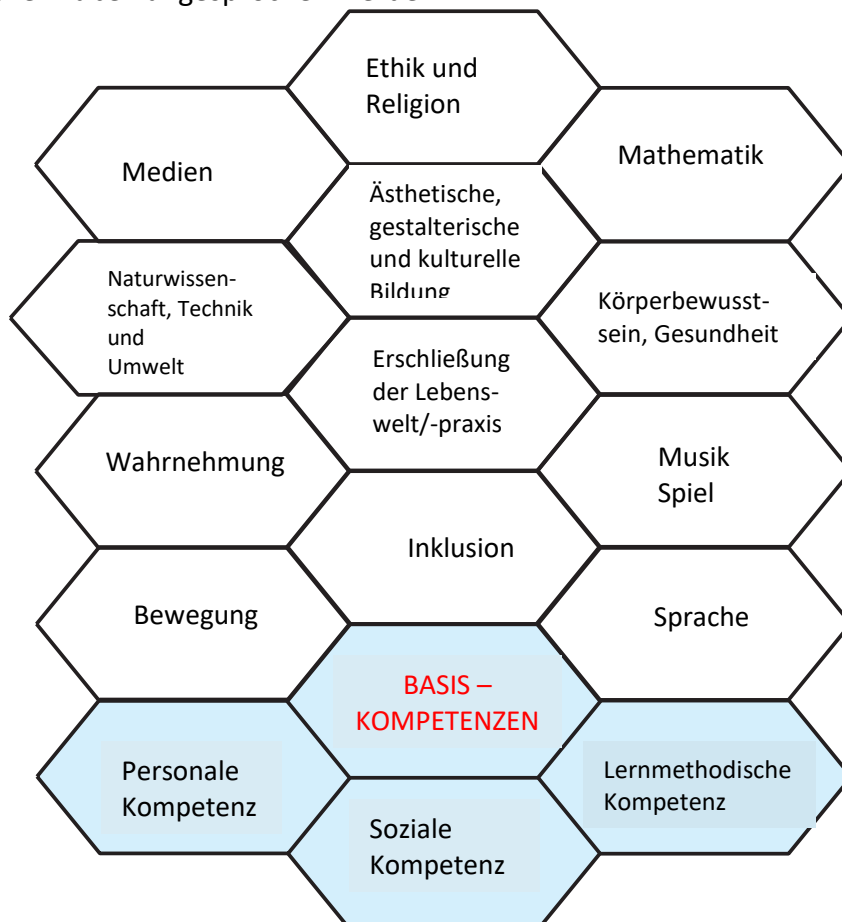 Ethik und
Religion
Medien
Mathematik
Ästhetische,
gestalterische
und kulturelle
Bildung
Naturwissen-
schaft, Technik
und
Umwelt
Körperbewusst-
sein, Gesundheit
Erschließung
der Lebens-
welt/-praxis
Wahrnehmung
Musik
Spiel
Inklusion
Bewegung
Sprache
BASIS –
KOMPETENZEN
Personale
Kompetenz
Lernmethodische
Kompetenz
Soziale
Kompetenz